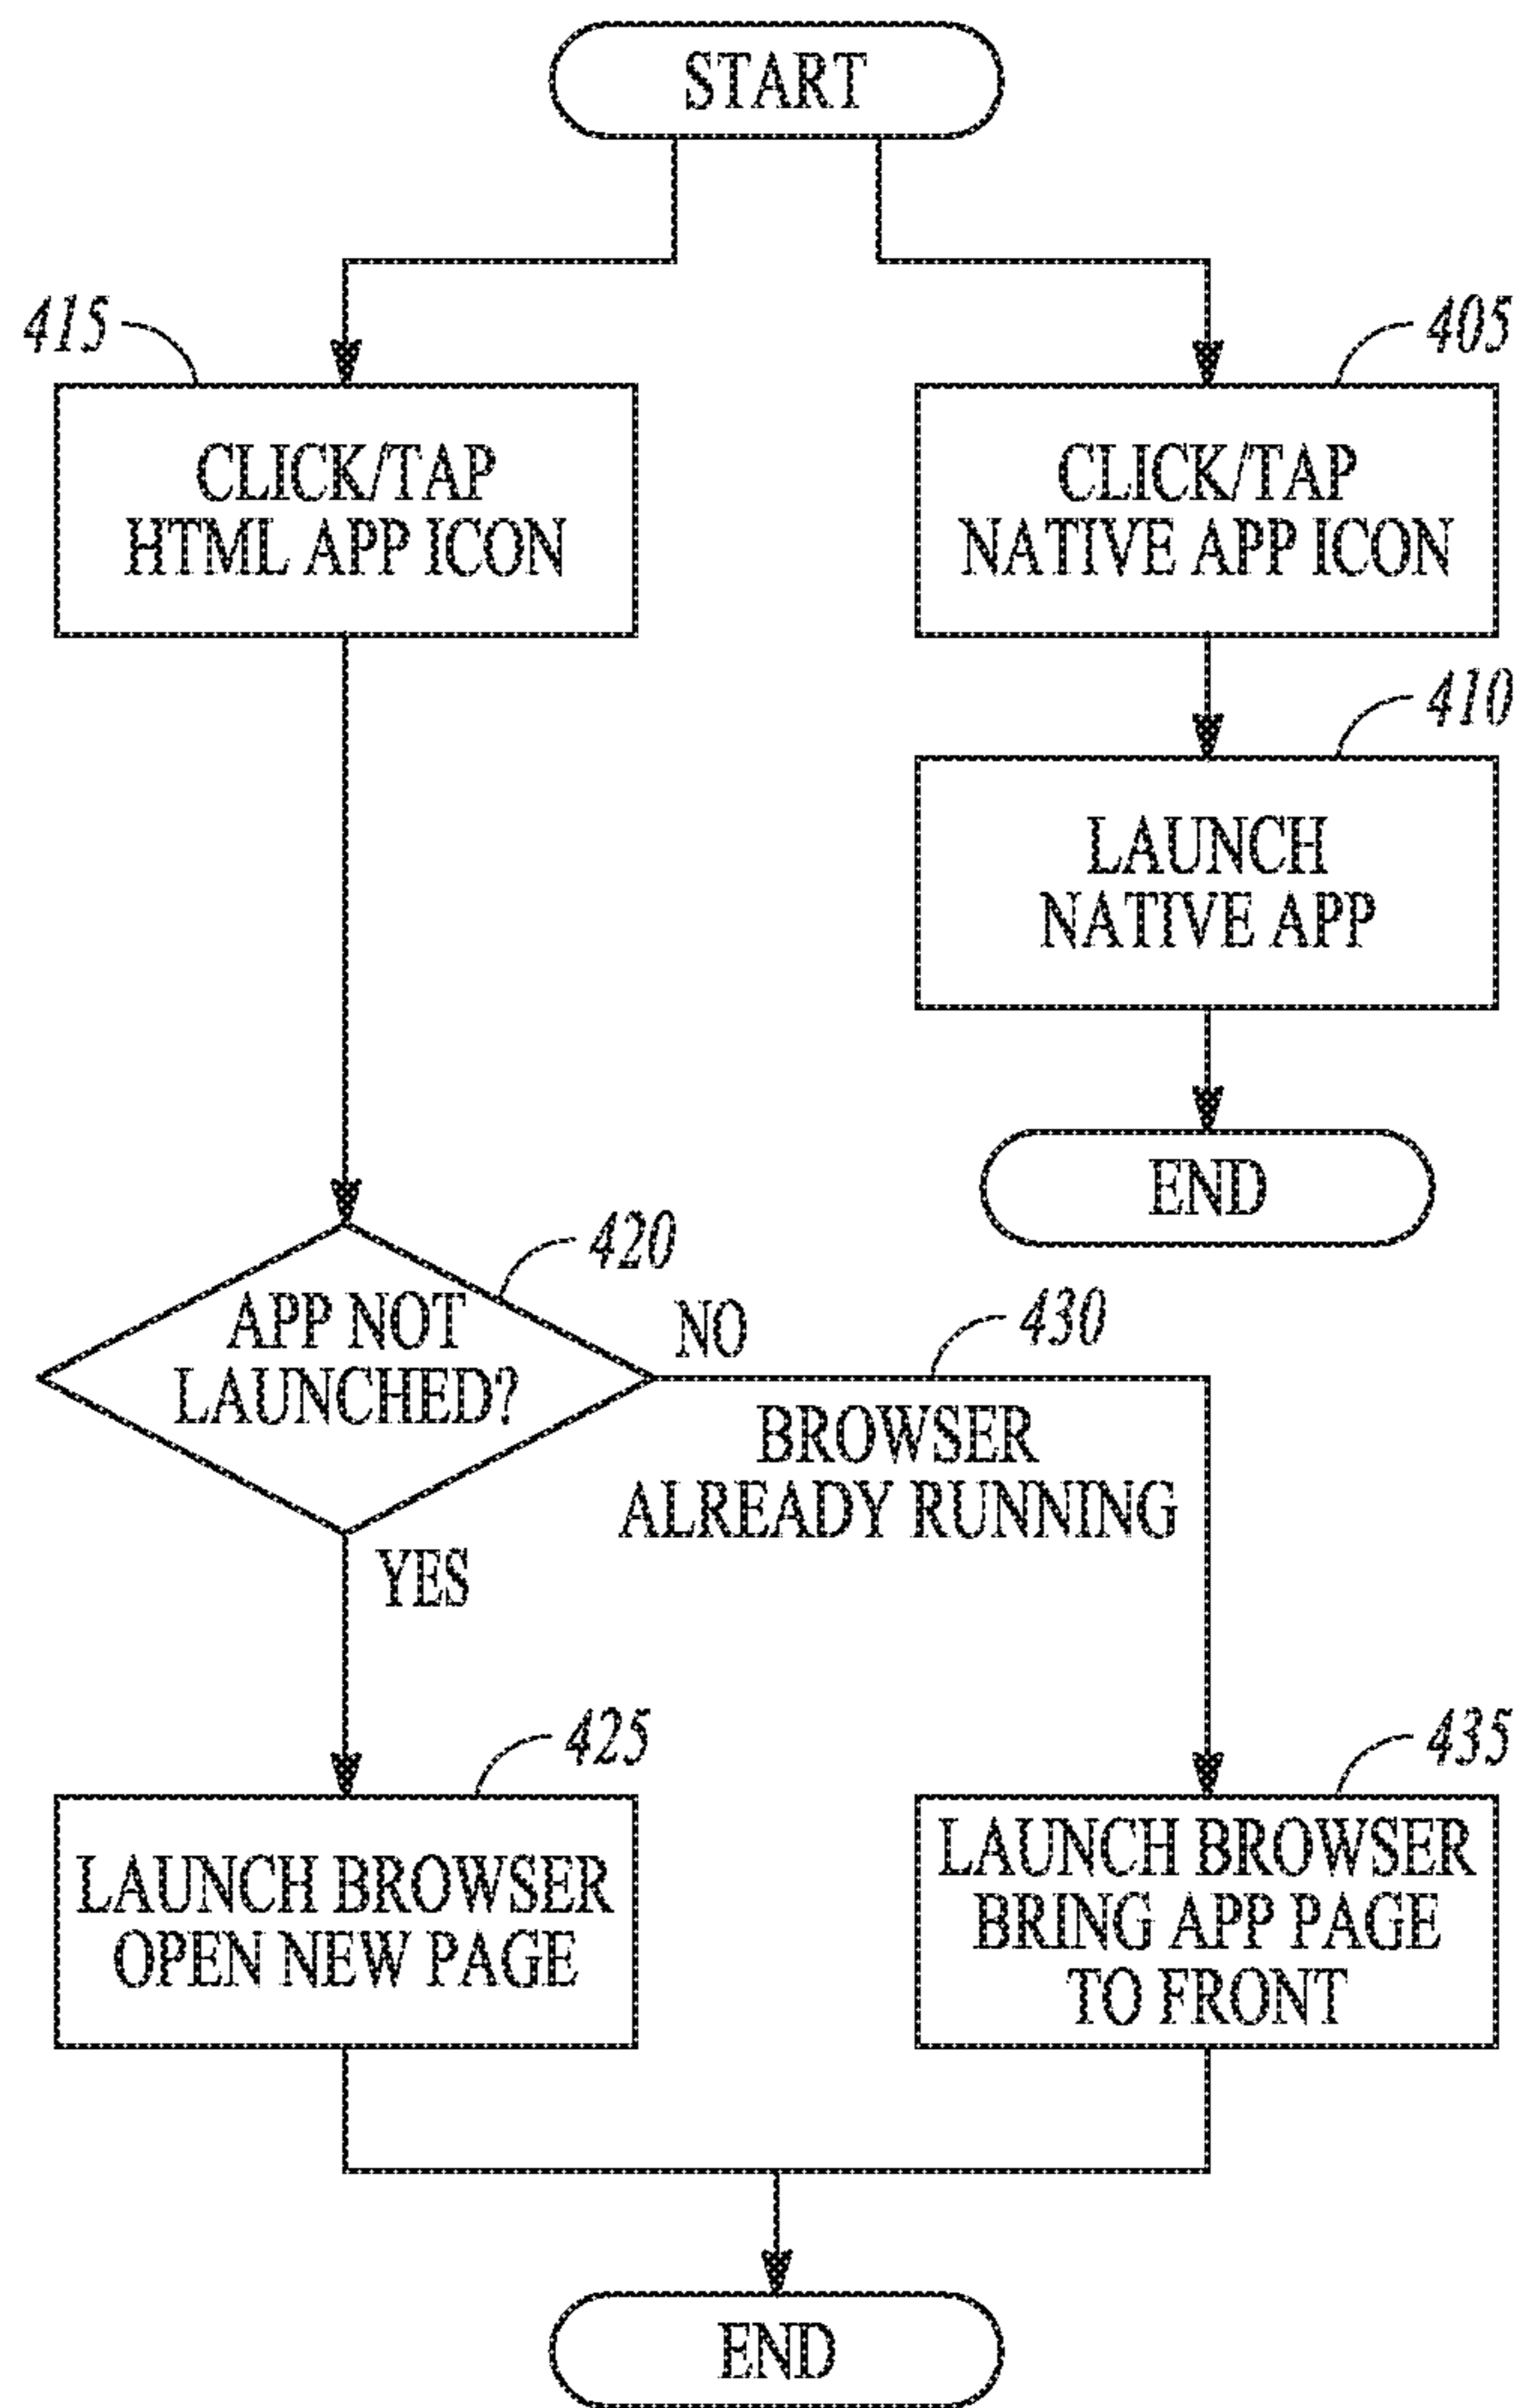 START
415
405
CLICK/TAP
HTML APP ICON
CLICK/TAP
NATIVE APP ICON
410
LAUNCH
NATIVE APP
END
420
APP NOT
LAUNCHED?
NO
430
BROWSER
ALREADY RUNNING
YES
425
435
LAUNCH BROWSER
OPEN NEW PAGE
LAUNCH BROWSER
BRING APP PAGE
TO FRONT
END